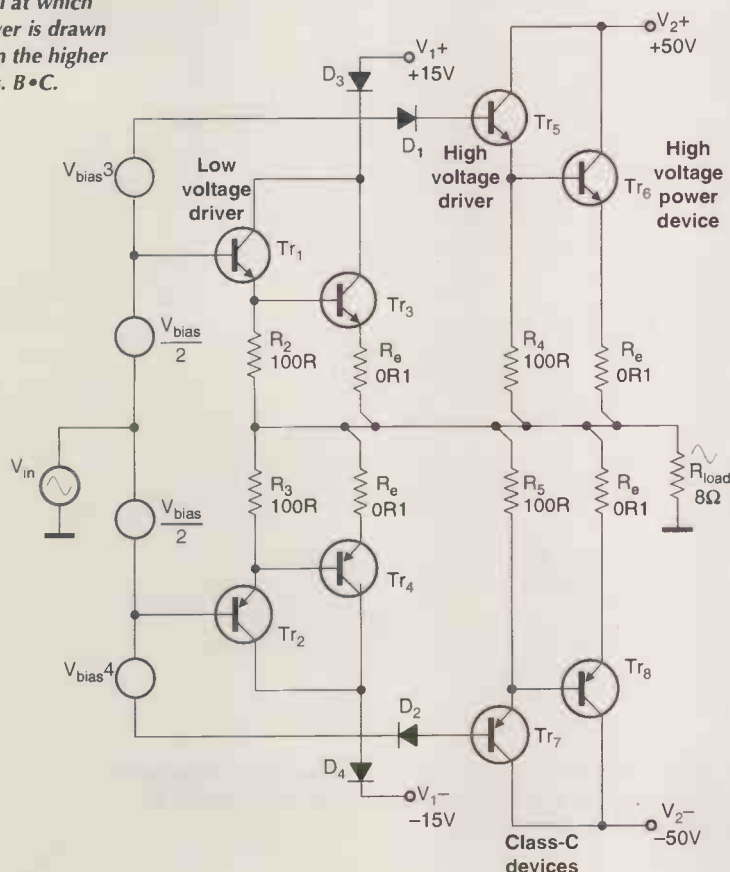 at which
ver is drawn
n the higher
. B•C.
V₁+
+15V
D₃
V₂+
+50V
D₁
Tr₅
High
voltage
driver
High
voltage
power
device
Tr₆
Vbias3
Low
voltage
driver
Tr₁
Tr₃
Vbias
2
R₂
100R
Re
0R1
R₄
100R
Re
0R1
Vin
Rload
8Ω
Vbias
2
R₃
100R
Re
0R1
R₅
100R
Re
0R1
Tr₄
Tr₂
Vbias4
Tr₈
D₂
Tr₇
D₄
V₁–
–15V
V₂–
–50V
Class-C
devices